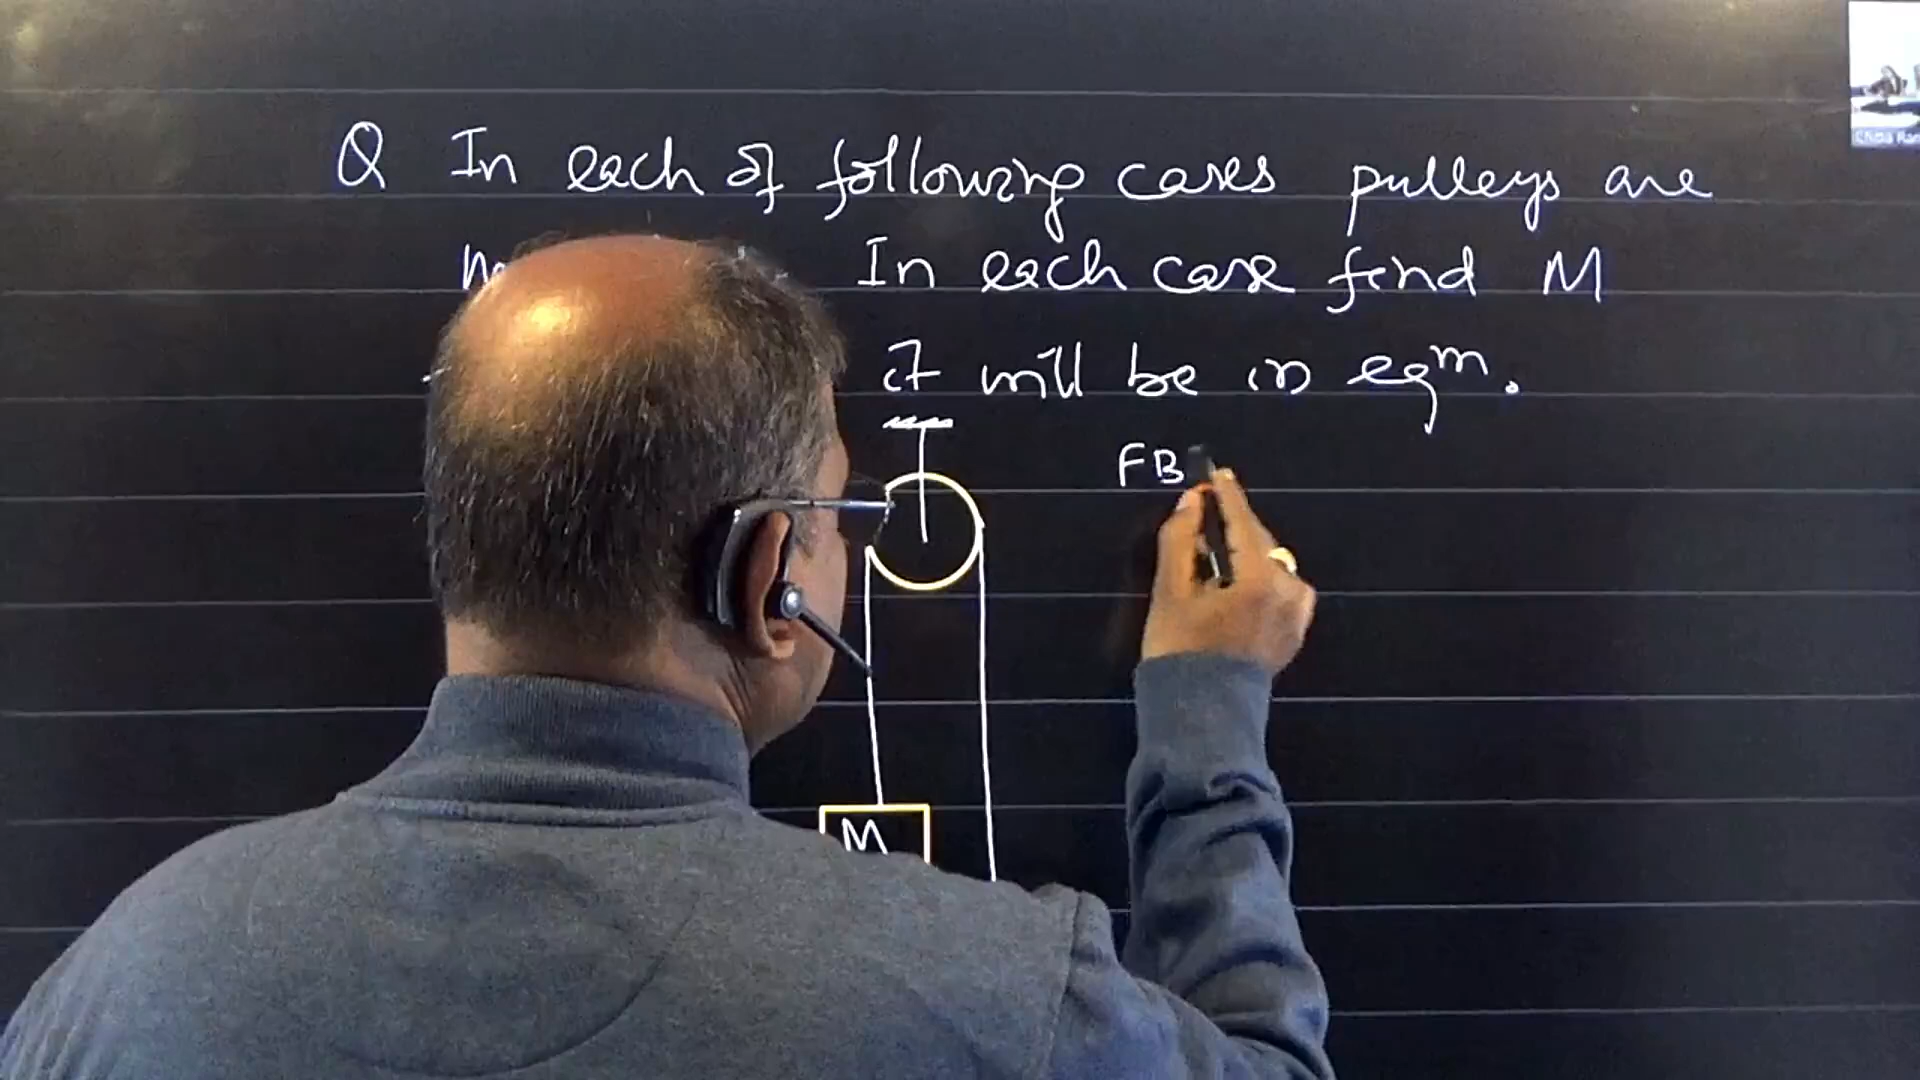 Q In each of following cases pulleys are
In each case find M
it will be in eqm.
FB
M